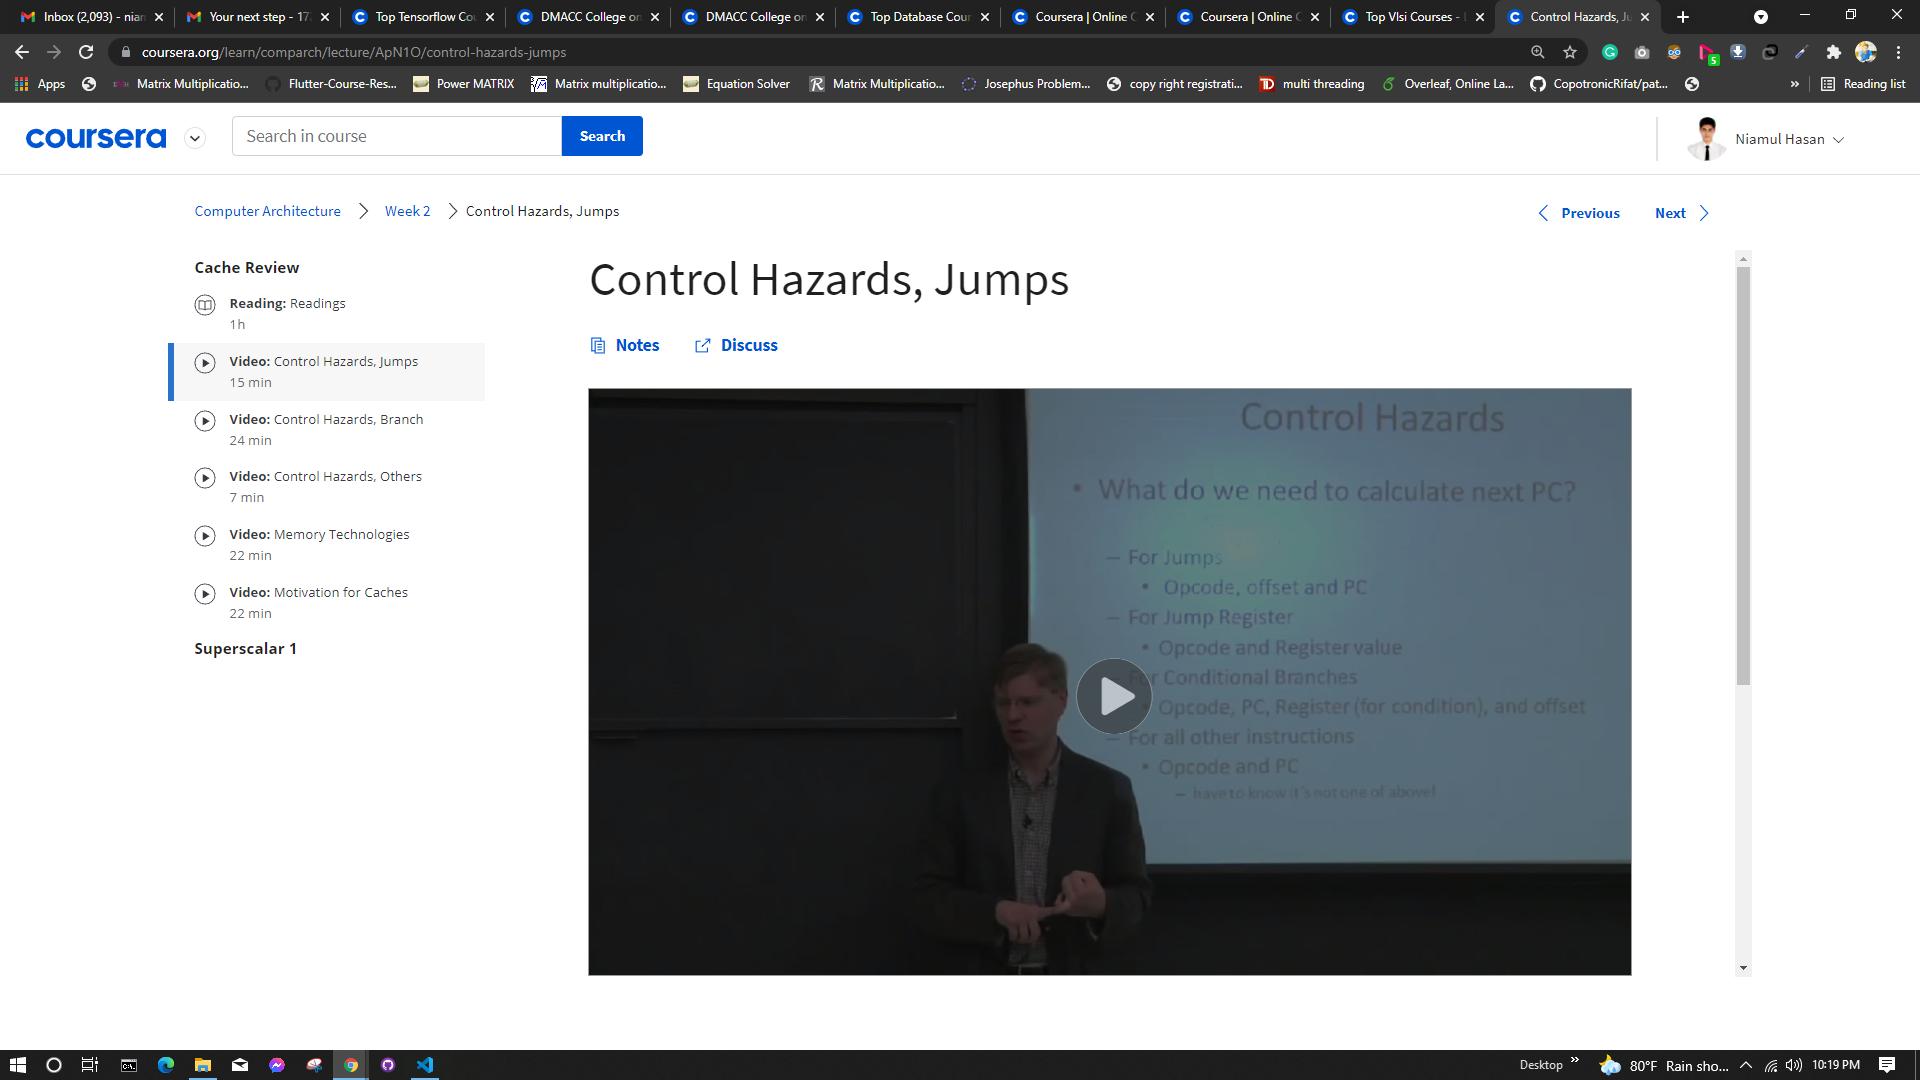 Inbox (2,093) - niam
Your next step - 17
Top Tensorflow Cou
DMACC College on
DMACC College on
Top Database Cour
Coursera | Online C
Coursera | Online C
Top Vlsi Courses - L
Control Hazards, Ju
coursera.org/learn/comparch/lecture/ApN1O/control-hazards-jumps
5
Apps
Matrix Multiplicatio...
Flutter-Course-Res...
Power MATRIX
Matrix multiplicatio...
Equation Solver
Matrix Multiplicatio...
Josephus Problem...
copy right registrati...
multi threading
Overleaf, Online La...
CopotronicRifat/pat...
Reading list
coursera
Search in course
Search
Niamul Hasan
Computer Architecture
Week 2
Control Hazards, Jumps
Previous
Next
Cache Review
Reading: Readings
1h
Video: Control Hazards, Jumps
15 min
Video: Control Hazards, Branch
24 min
Video: Control Hazards, Others
7 min
Video: Memory Technologies
22 min
Video: Motivation for Caches
22 min
Superscalar 1
Control Hazards, Jumps
Notes
Discuss
Control Hazards
• What do we need to calculate next PC?
– For Jumps
• Opcode, offset and PC
– For Jump Register
• Opcode and Register value
For Conditional Branches
• Opcode, PC, Register (for condition), and offset
– For all other instructions
• Opcode and PC
– have to know it's not one of above!
Desktop
80°F Rain sho...
10:19 PM